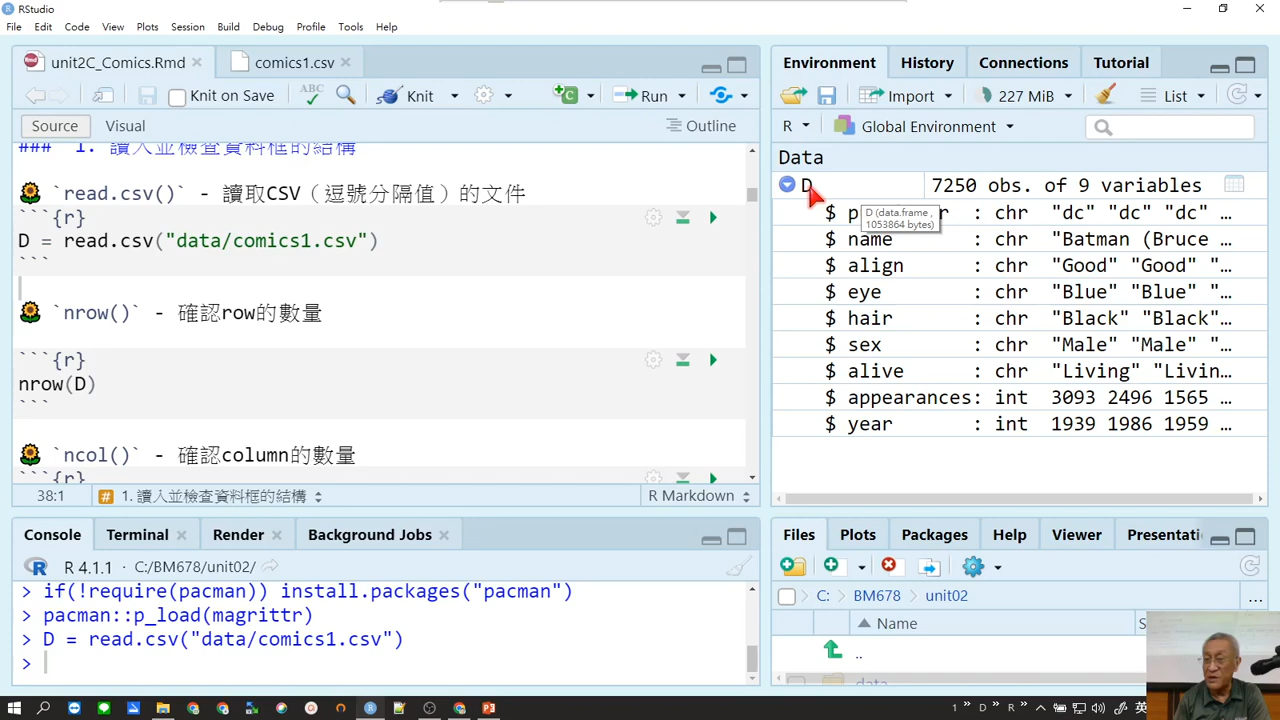 RStudio
File Edit Code View Plots Session Build Debug Profile Tools Help
unit2C_Comics.Rmd
comics1.csv
Knit on Save
ABC
Knit
Run
Source
Visual
Outline
### 1. 讀入並檢查資料框的結構
🌻 `read.csv()` - 讀取CSV（逗號分隔值）的文件
```{r}
D = read.csv("data/comics1.csv")
```
🌻 `nrow()` - 確認row的數量
```{r}
nrow(D)
```
🌻 `ncol()` - 確認column的數量
```{r}
38:1
# 1. 讀入並檢查資料框的結構
R Markdown
Console
Terminal
Render
Background Jobs
R 4.1.1 · C:/BM678/unit02/
> if(!require(pacman)) install.packages("pacman")
> pacman::p_load(magrittr)
> D = read.csv("data/comics1.csv")
>
Environment
History
Connections
Tutorial
Import
227 MiB
List
R
Global Environment
Data
D 7250 obs. of 9 variables
D (data.frame ,
1053864 bytes)
: chr "dc" "dc" "dc" …
$ name : chr "Batman (Bruce …
$ align : chr "Good" "Good" "…
$ eye : chr "Blue" "Blue" "…
$ hair : chr "Black" "Black"…
$ sex : chr "Male" "Male" "…
$ alive : chr "Living" "Livin…
$ appearances: int 3093 2496 1565 …
$ year : int 1939 1986 1959 …
Files
Plots
Packages
Help
Viewer
Presentati
C:
BM678
unit02
...
Name
S
..
data
1 » D » R »
英